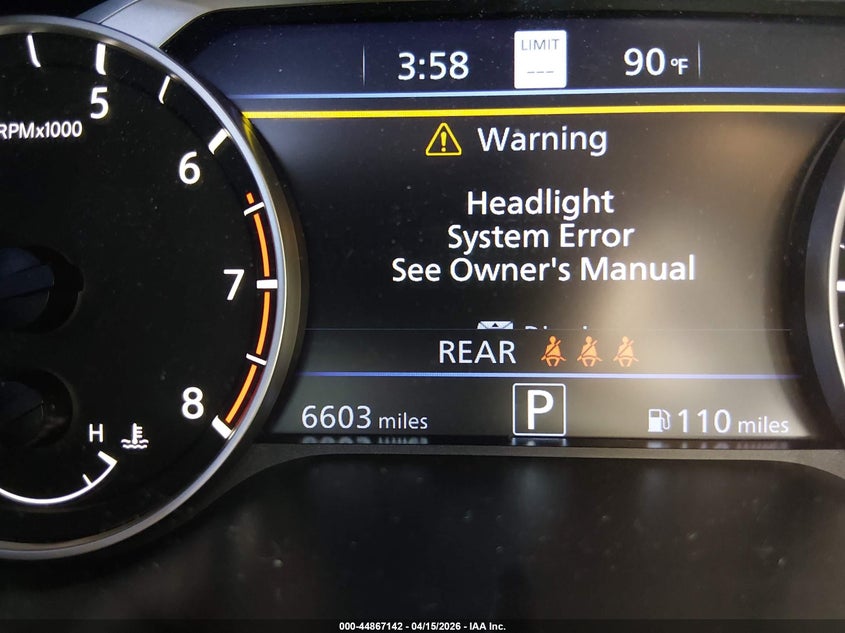 3:58
LIMIT
---
90 °F
5
RPMx1000
6
7
8
H
Warning
Headlight
System Error
See Owner's Manual
REAR
6603 miles
P
110 miles
000-44867142 - 04/15/2026 - IAA Inc.